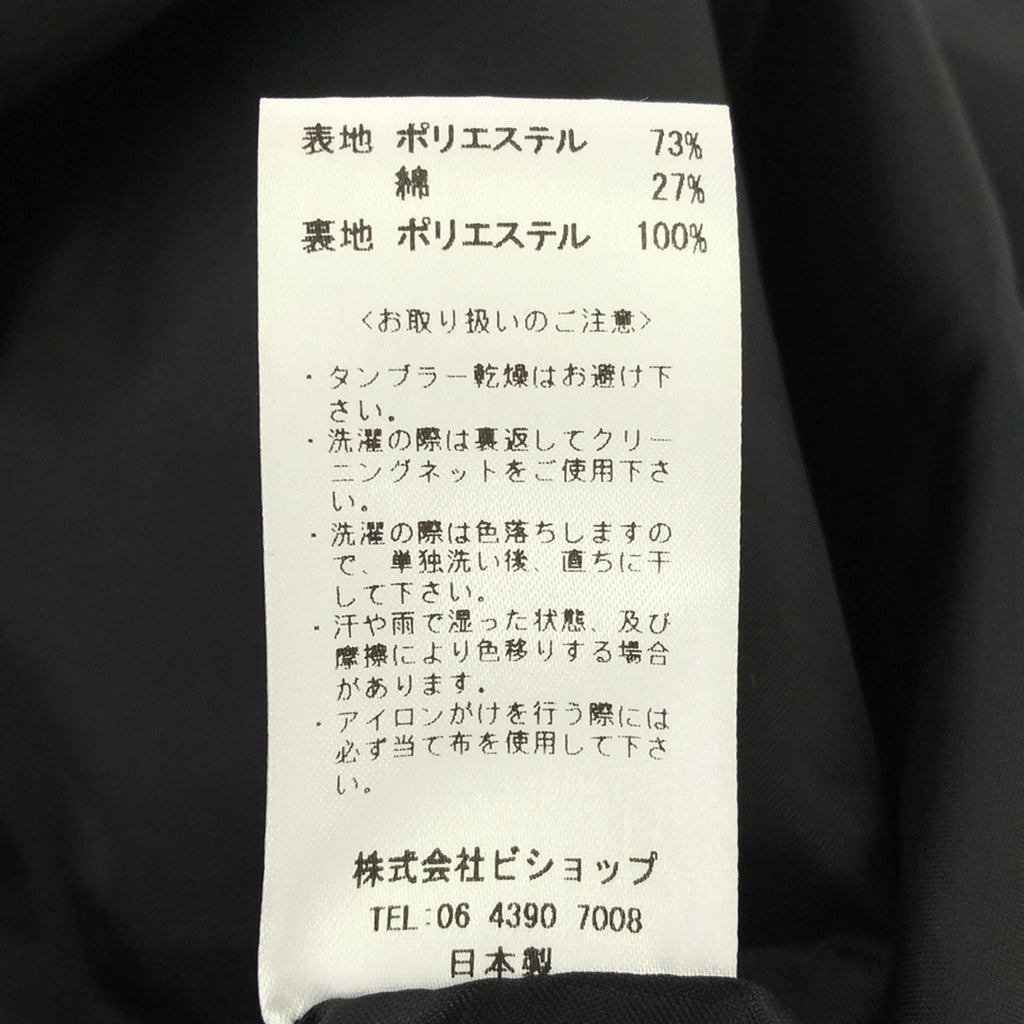 表地 ポリエステル 73%
綿 27%
裏地 ポリエステル 100%
<お取り扱いのご注意>
・タンブラー乾燥はお避け下
さい。
・洗濯の際は裏返してクリー
ニングネットをご使用下さ
い。
・洗濯の際は色落ちしますの
で、単独洗い後、直ちに干
して下さい。
・汗や雨で湿った状態、及び
摩擦により色移りする場合
があります。
・アイロンがけを行う際には
必ず当て布を使用して下さ
い。
株式会社ビショップ
TEL:06 4390 7008
日本製